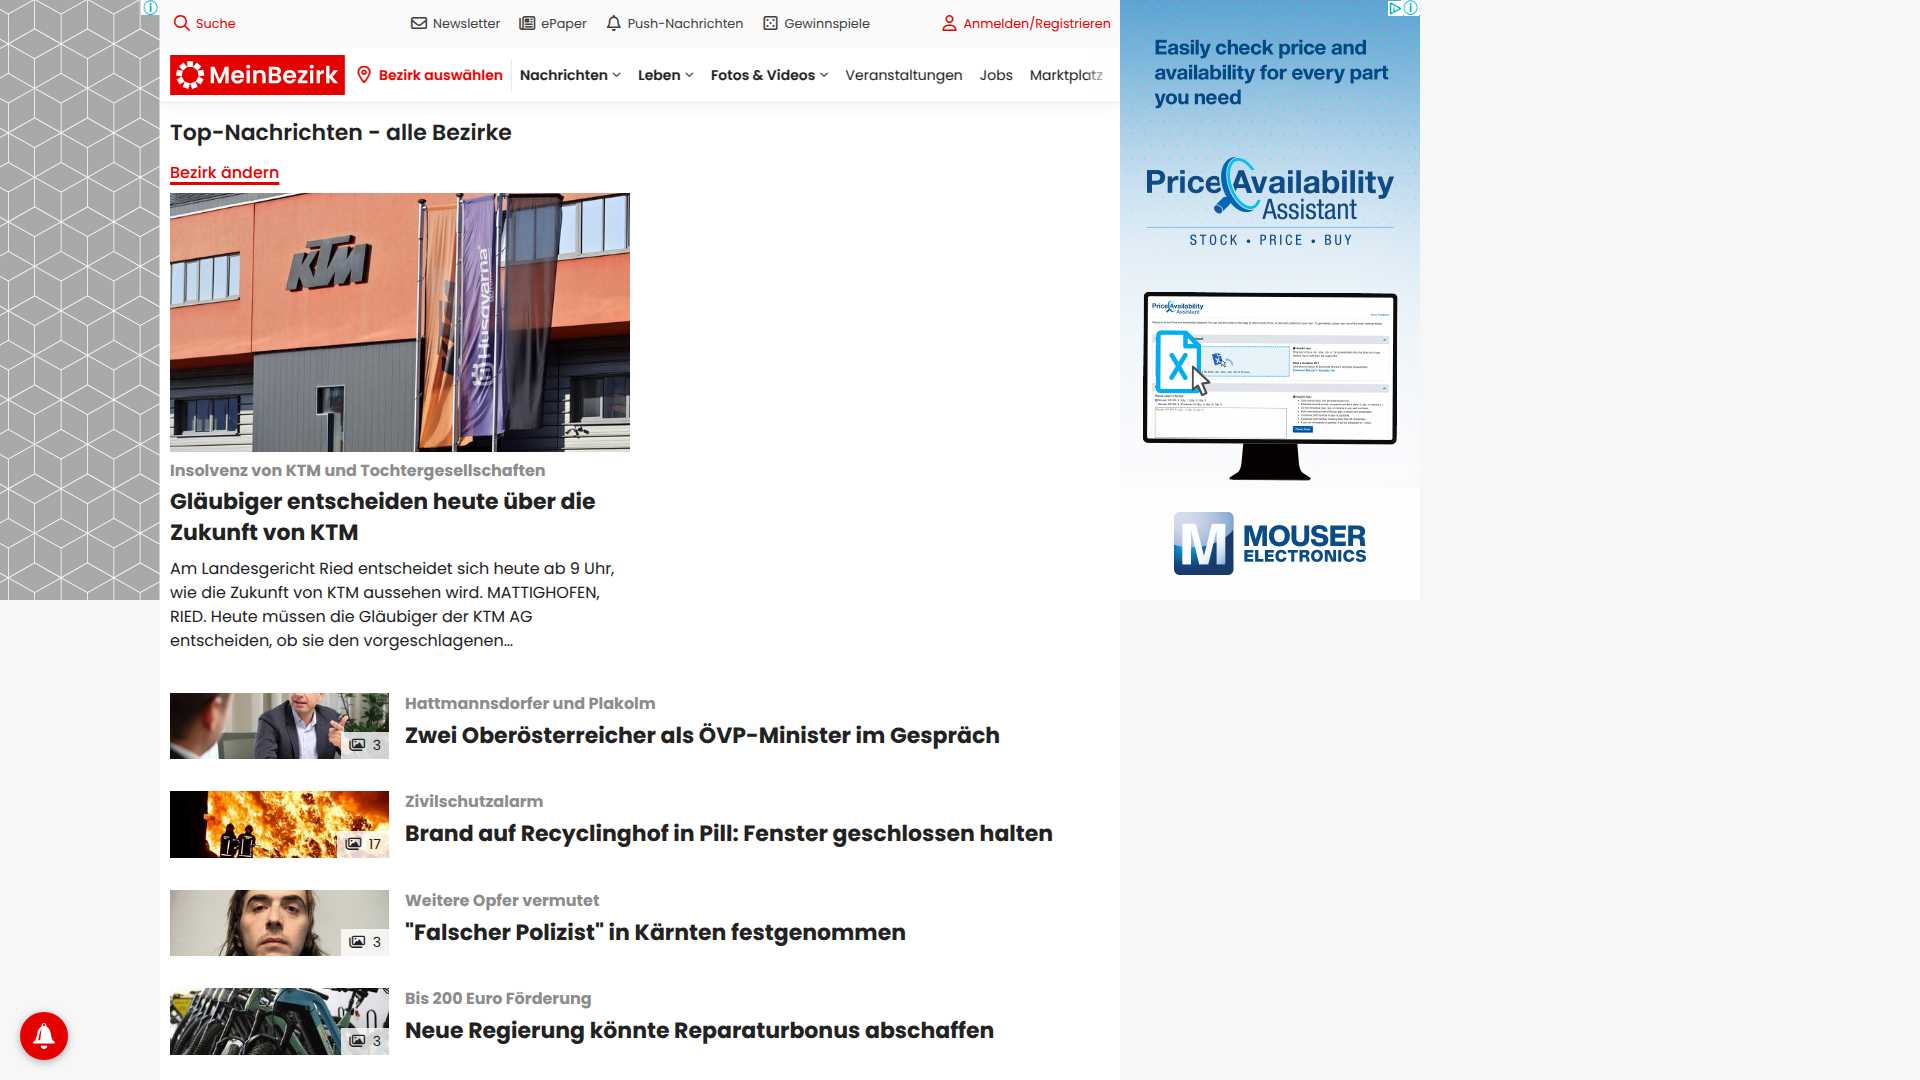 Suche
Newsletter
ePaper
Push-Nachrichten
Gewinnspiele
Anmelden/Registrieren
MeinBezirk
Bezirk auswählen
Nachrichten
Leben
Fotos & Videos
Veranstaltungen
Jobs
Marktplatz
Top-Nachrichten - alle Bezirke
Bezirk ändern
KTM
Husqvarna
Insolvenz von KTM und Tochtergesellschaften
Gläubiger entscheiden heute über die
Zukunft von KTM
Am Landesgericht Ried entscheidet sich heute ab 9 Uhr,
wie die Zukunft von KTM aussehen wird. MATTIGHOFEN,
RIED. Heute müssen die Gläubiger der KTM AG
entscheiden, ob sie den vorgeschlagenen...
Hattmannsdorfer und Plakolm
3
Zwei Oberösterreicher als ÖVP-Minister im Gespräch
Zivilschutzalarm
17
Brand auf Recyclinghof in Pill: Fenster geschlossen halten
Weitere Opfer vermutet
3
"Falscher Polizist" in Kärnten festgenommen
Bis 200 Euro Förderung
3
Neue Regierung könnte Reparaturbonus abschaffen
Easily check price and
availability for every part
you need
Price Availability
Assistant
STOCK • PRICE • BUY
Price Availability
Assistant
X
M MOUSER
ELECTRONICS